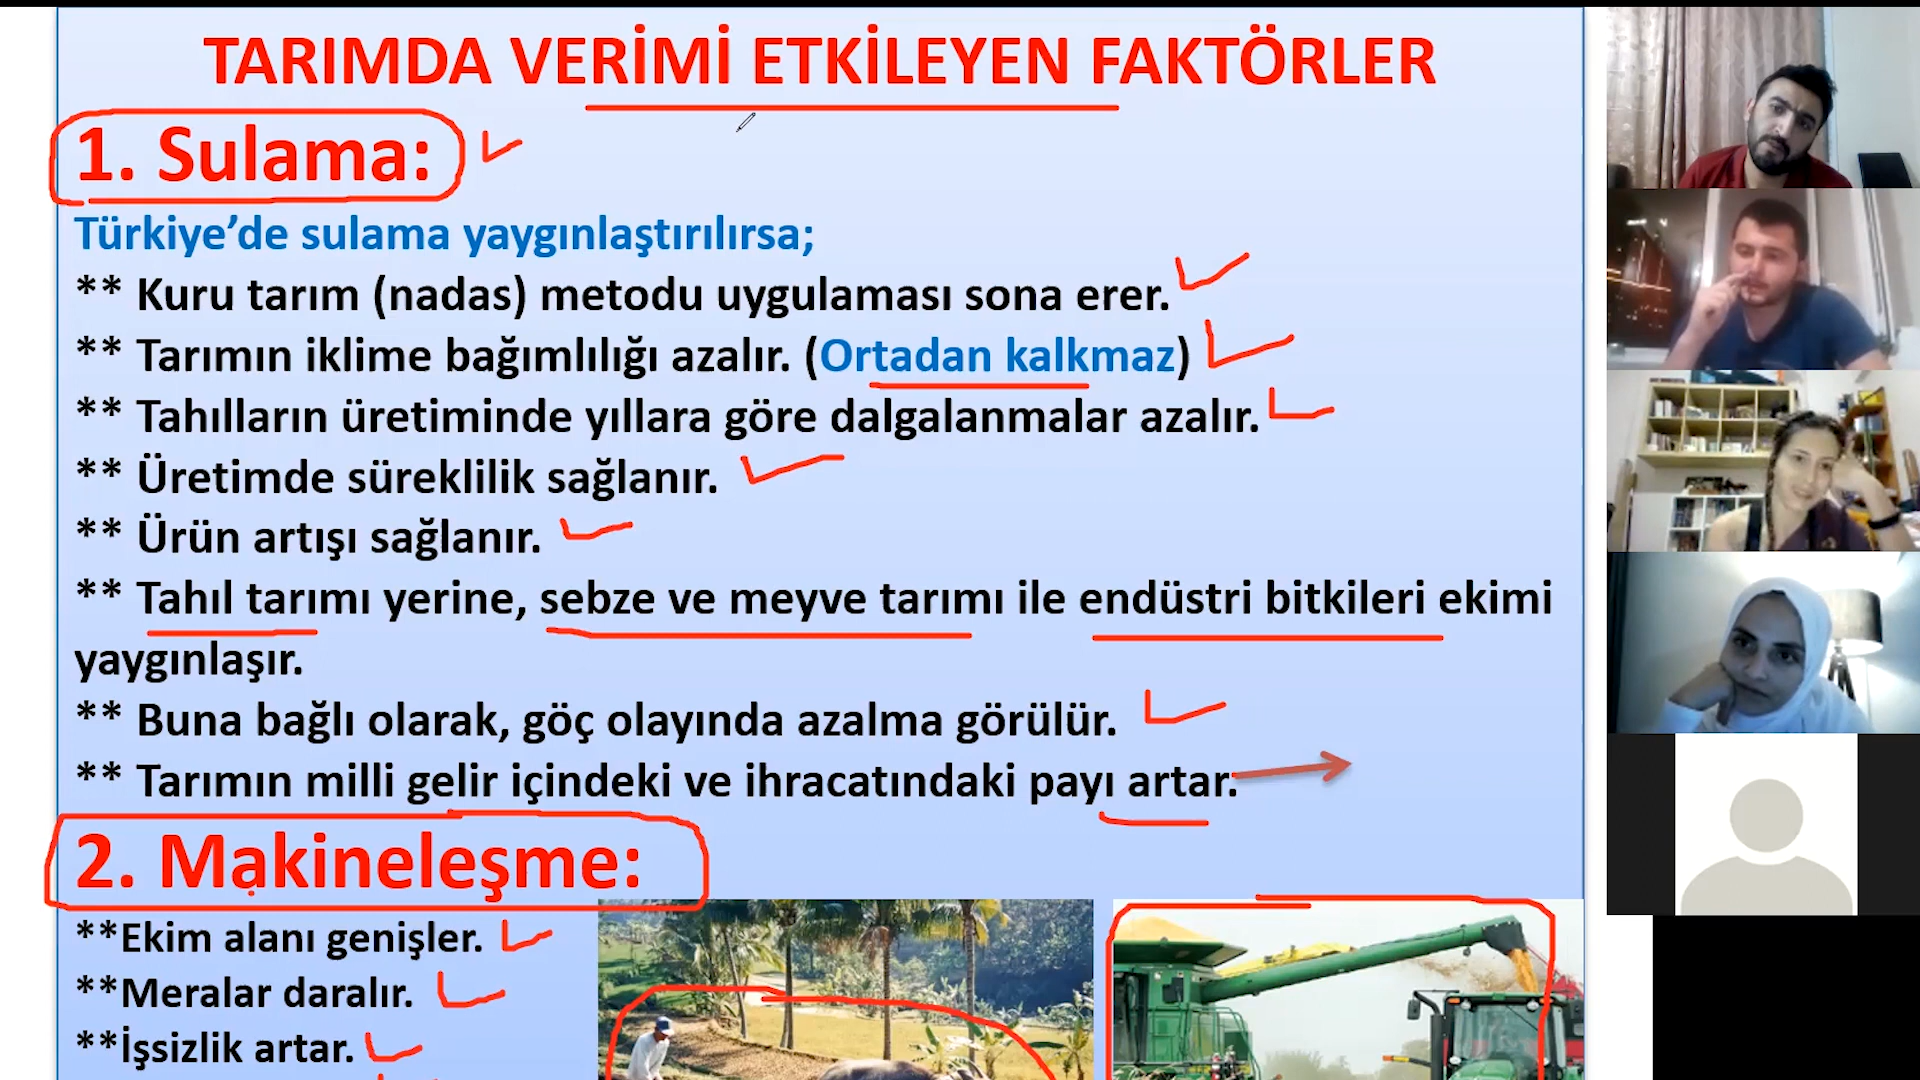 TARIMDA VERİMİ ETKİLEYEN FAKTÖRLER
1. Sulama:
Türkiye’de sulama yaygınlaştırılırsa;
** Kuru tarım (nadas) metodu uygulaması sona erer.
** Tarımın iklime bağımlılığı azalır. (Ortadan kalkmaz)
** Tahılların üretiminde yıllara göre dalgalanmalar azalır.
** Üretimde süreklilik sağlanır.
** Ürün artışı sağlanır.
** Tahıl tarımı yerine, sebze ve meyve tarımı ile endüstri bitkileri ekimi
yaygınlaşır.
** Buna bağlı olarak, göç olayında azalma görülür.
** Tarımın milli gelir içindeki ve ihracatındaki payı artar.
2. Makineleşme:
**Ekim alanı genişler.
**Meralar daralır.
**İşsizlik artar.